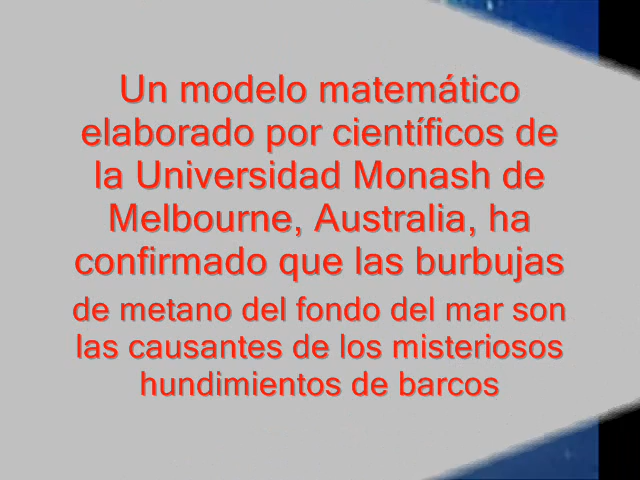 Un modelo matemático
elaborado por científicos de
la Universidad Monash de
Melbourne, Australia, ha
confirmado que las burbujas
de metano del fondo del mar son
las causantes de los misteriosos
hundimientos de barcos